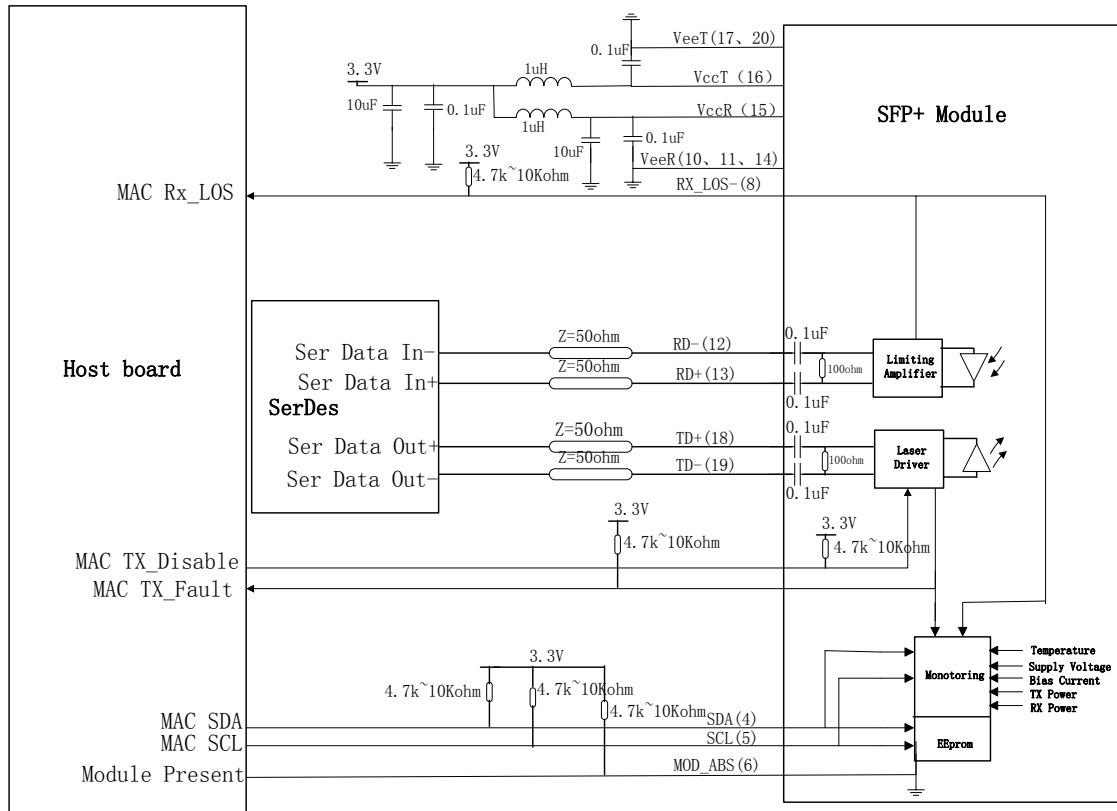 VeeT(17、20)
0.1uF
1uH
3.3V
VccT (16)
10uF
0.1uF
VccR (15)
1uH
10uF
0.1uF
SFP+ Module
3.3V
VeeR(10、11、14)
4.7k~10Kohm
RX_LOS-(8)
MAC Rx_LOS
Host board
SerDes
Z=50ohm
0.1uF
Ser Data In-
RD-(12)
Z=50ohm
100ohm
Limiting
Amplifier
Ser Data In+
RD+(13)
0.1uF
Z=50ohm
0.1uF
Ser Data Out+
TD+(18)
Z=50ohm
100ohm
Laser
Driver
Ser Data Out-
TD-(19)
0.1uF
3.3V
4.7k~10Kohm
3.3V
4.7k~10Kohm
MAC TX_Disable
MAC TX_Fault
3.3V
4.7k~10Kohm
4.7k~10Kohm
4.7k~10Kohm
Monotoring
Temperature
Supply Voltage
Bias Current
TX Power
RX Power
MAC SDA
SDA(4)
MAC SCL
SCL(5)
EEprom
Module Present
MOD_ABS(6)